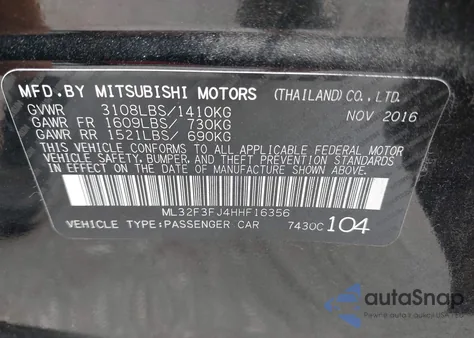 MFD.BY MITSUBISHI MOTORS (THAILAND) CO., LTD.
GVWR 3108LBS/1410KG NOV 2016
GAWR FR 1609LBS/ 730KG
GAWR RR 1521LBS/ 690KG
THIS VEHICLE CONFORMS TO ALL APPLICABLE FEDERAL MOTOR
VEHICLE SAFETY, BUMPER, AND THEFT PREVENTION STANDARDS
IN EFFECT ON THE DATE OF MANUFACTURE SHOWN ABOVE.
ML32F3FJ4HHF16356
VEHICLE TYPE:PASSENGER CAR 7430C 104
autoSnap